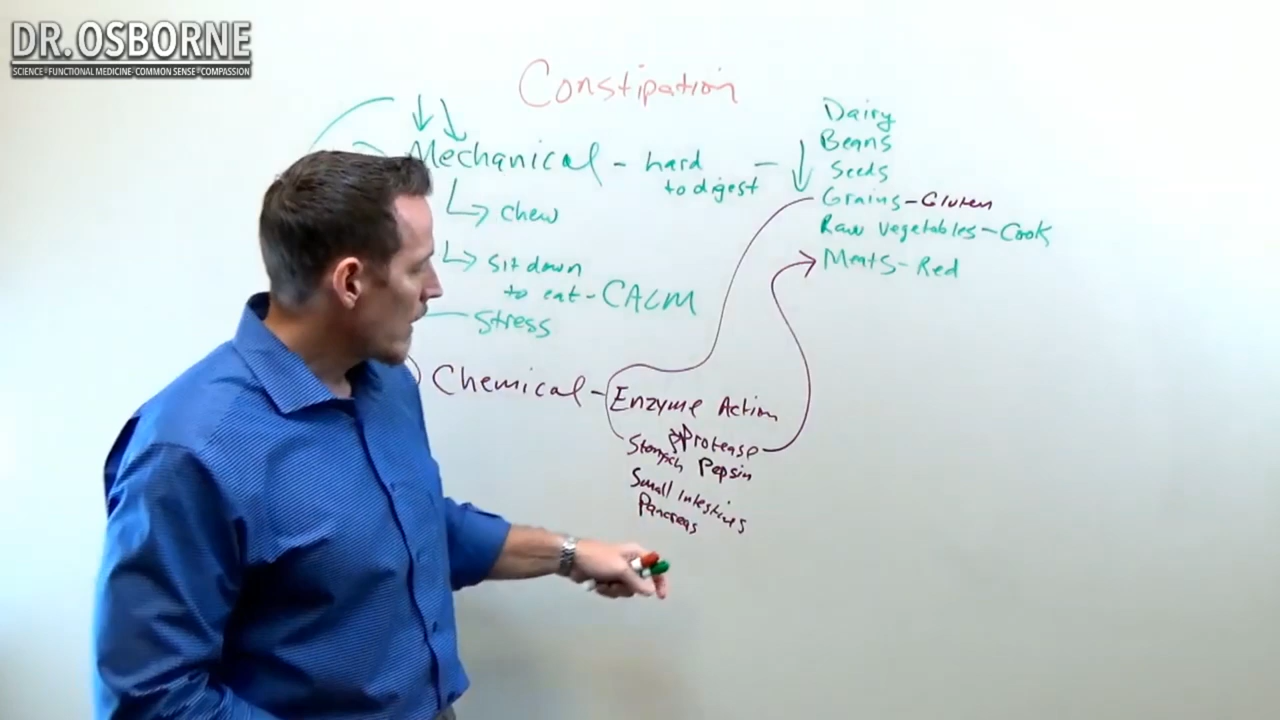 DR. OSBORNE
SCIENCE - FUNCTIONAL MEDICINE - COMMON SENSE - COMPASSION
Constipation
Mechanical - hard to digest -
Dairy
Beans
Seeds
Grains - Gluten
Raw vegetables - Cook
Meats - Red
chew
sit down
to eat - CALM
stress
Chemical - Enzyme Action
Protease
Stomach Pepsin
Small intestines
Pancreas